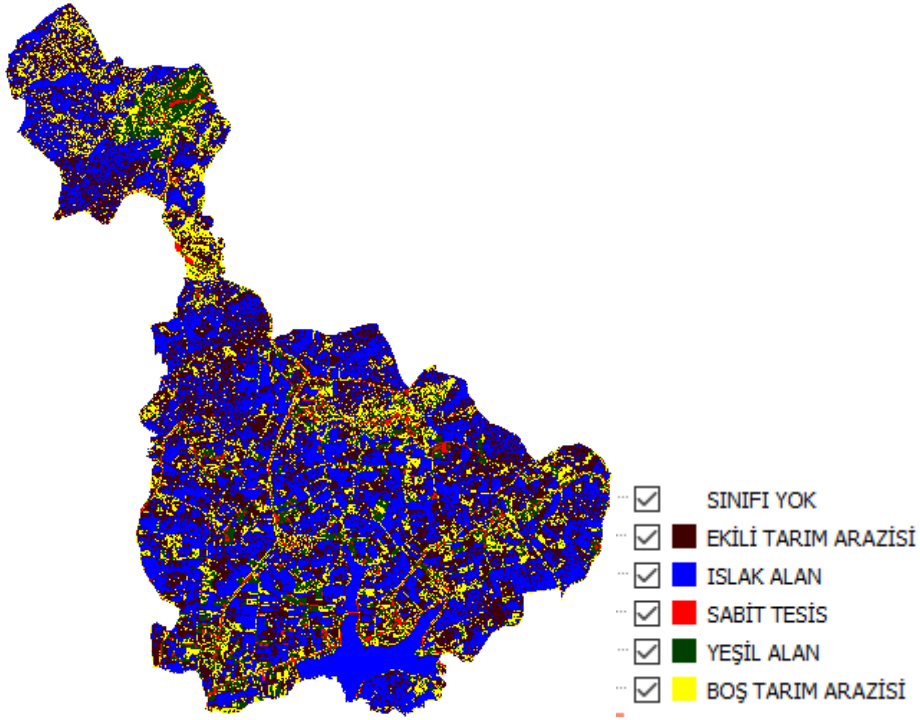 SINIFI YOK
EKİLİ TARIM ARAZİSİ
ISLAK ALAN
SABİT TESİS
YEŞİL ALAN
BOŞ TARIM ARAZİSİ